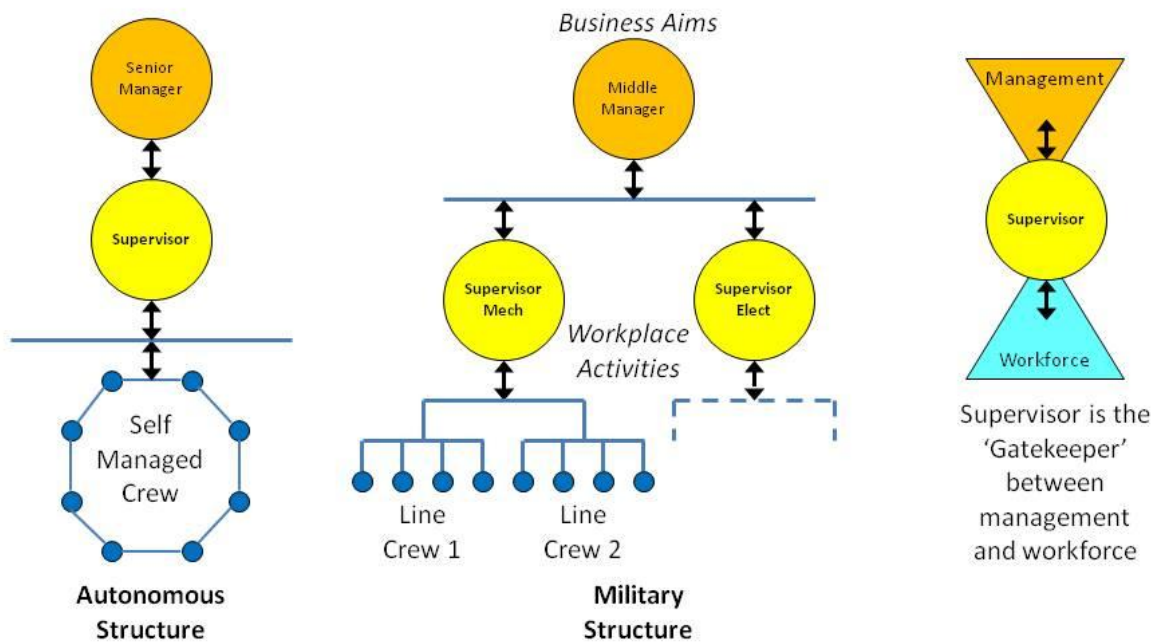 Senior
Manager
Supervisor
Self
Managed
Crew
Autonomous
Structure
Business Aims
Middle
Manager
Supervisor
Mech
Supervisor
Elect
Workplace
Activities
Line
Crew 1
Line
Crew 2
Military
Structure
Management
Supervisor
Workforce
Supervisor is the
‘Gatekeeper’
between
management
and workforce